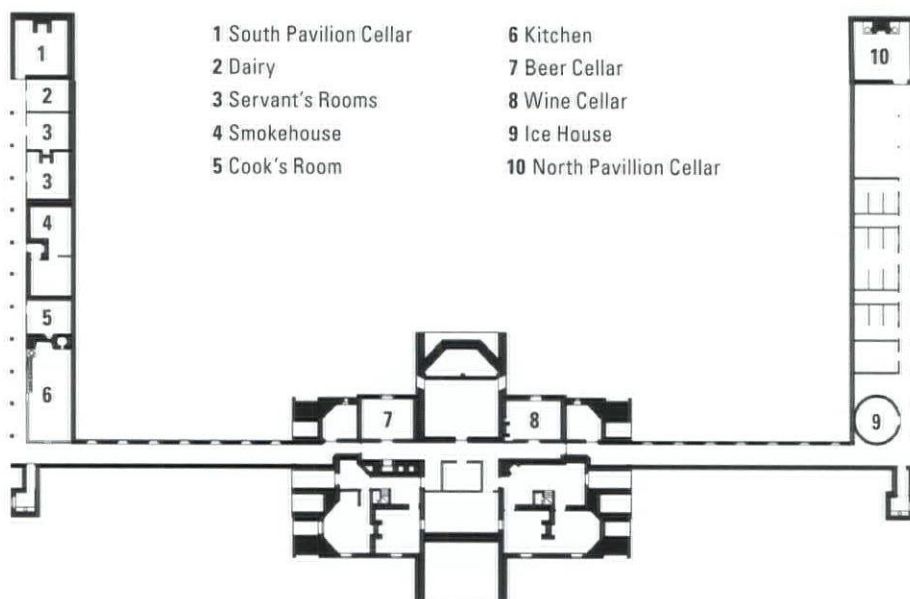 1 South Pavilion Cellar
2 Dairy
3 Servant's Rooms
4 Smokehouse
5 Cook's Room
6 Kitchen
7 Beer Cellar
8 Wine Cellar
9 Ice House
10 North Pavillion Cellar
1
2
3
3
4
5
6
7
8
9
10